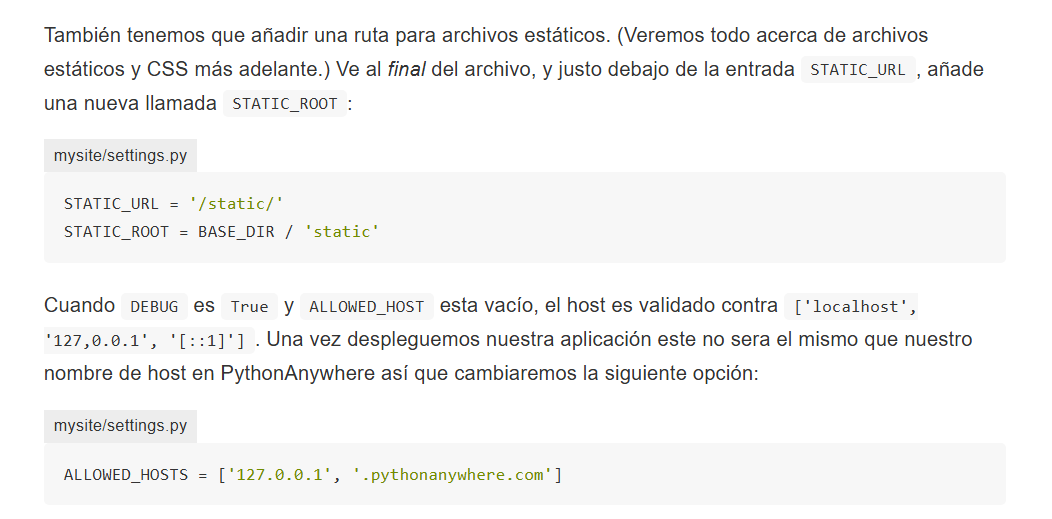 También tenemos que añadir una ruta para archivos estáticos. (Veremos todo acerca de archivos
estáticos y CSS más adelante.) Ve al final del archivo, y justo debajo de la entrada STATIC_URL , añade
una nueva llamada STATIC_ROOT :
mysite/settings.py
STATIC_URL = '/static/'
STATIC_ROOT = BASE_DIR / 'static'
Cuando DEBUG es True y ALLOWED_HOST esta vacío, el host es validado contra ['localhost',
'127,0.0.1', '[::1]'] . Una vez despleguemos nuestra aplicación este no sera el mismo que nuestro
nombre de host en PythonAnywhere así que cambiaremos la siguiente opción:
mysite/settings.py
ALLOWED_HOSTS = ['127.0.0.1', '.pythonanywhere.com']